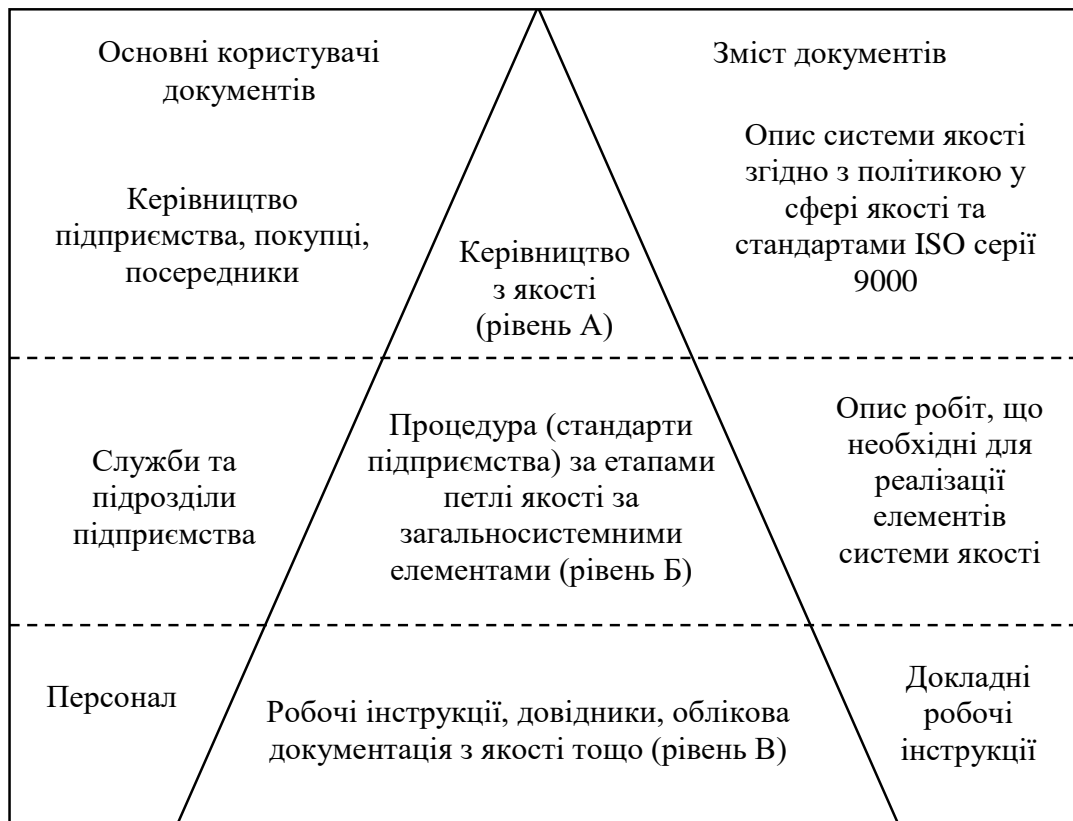 Основні користувачі
документів
Зміст документів
Керівництво
підприємства, покупці,
посередники
Керівництво
з якості
(рівень А)
Опис системи якості
згідно з політикою у
сфері якості та
стандартами ISO серії
9000
Служби та
підрозділи
підприємства
Процедура (стандарти
підприємства) за етапами
петлі якості за
загальносистемними
елементами (рівень Б)
Опис робіт, що
необхідні для
реалізації
елементів
системи якості
Персонал
Робочі інструкції, довідники, облікова
документація з якості тощо (рівень В)
Докладні
робочі
інструкції